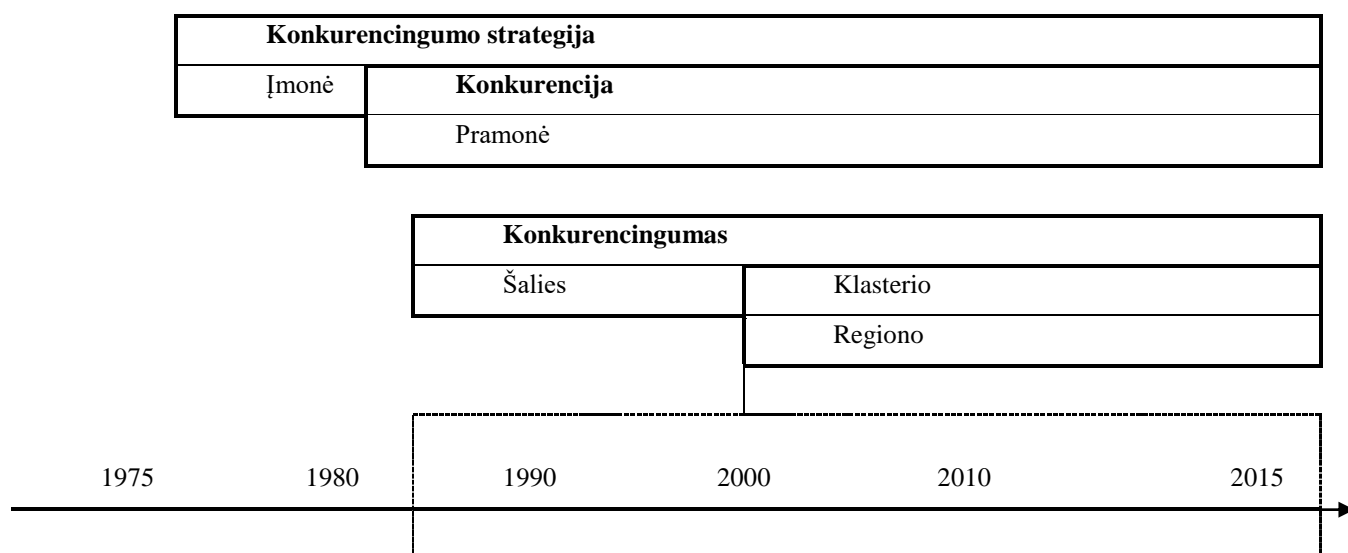 Konkurencingumo strategija
Įmonė Konkurencija
Pramonė
Konkurencingumas
Šalies Klasterio
Regiono
1975 1980 1990 2000 2010 2015